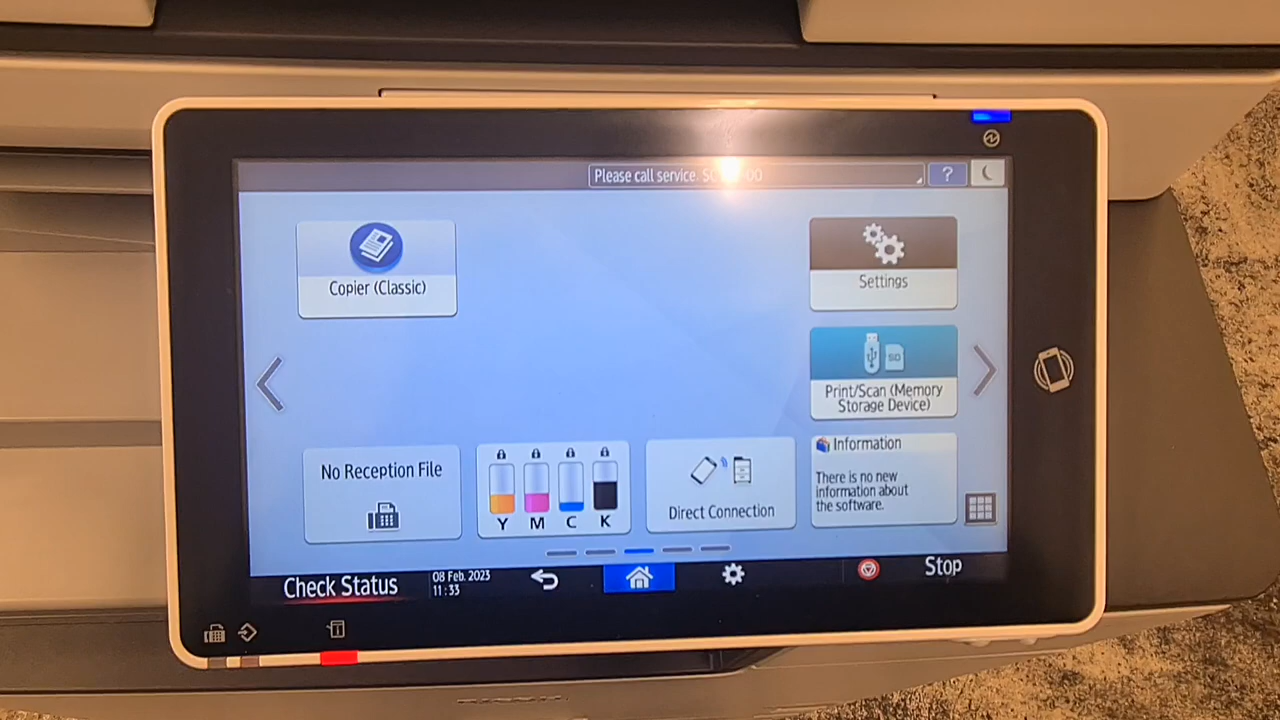 Please call service.
?
Copier (Classic)
Settings
SD
Print/Scan (Memory
Storage Device)
No Reception File
Y M C K
Direct Connection
Information
There is no new
information about
the software.
Check Status
08 Feb. 2023
11:33
Stop